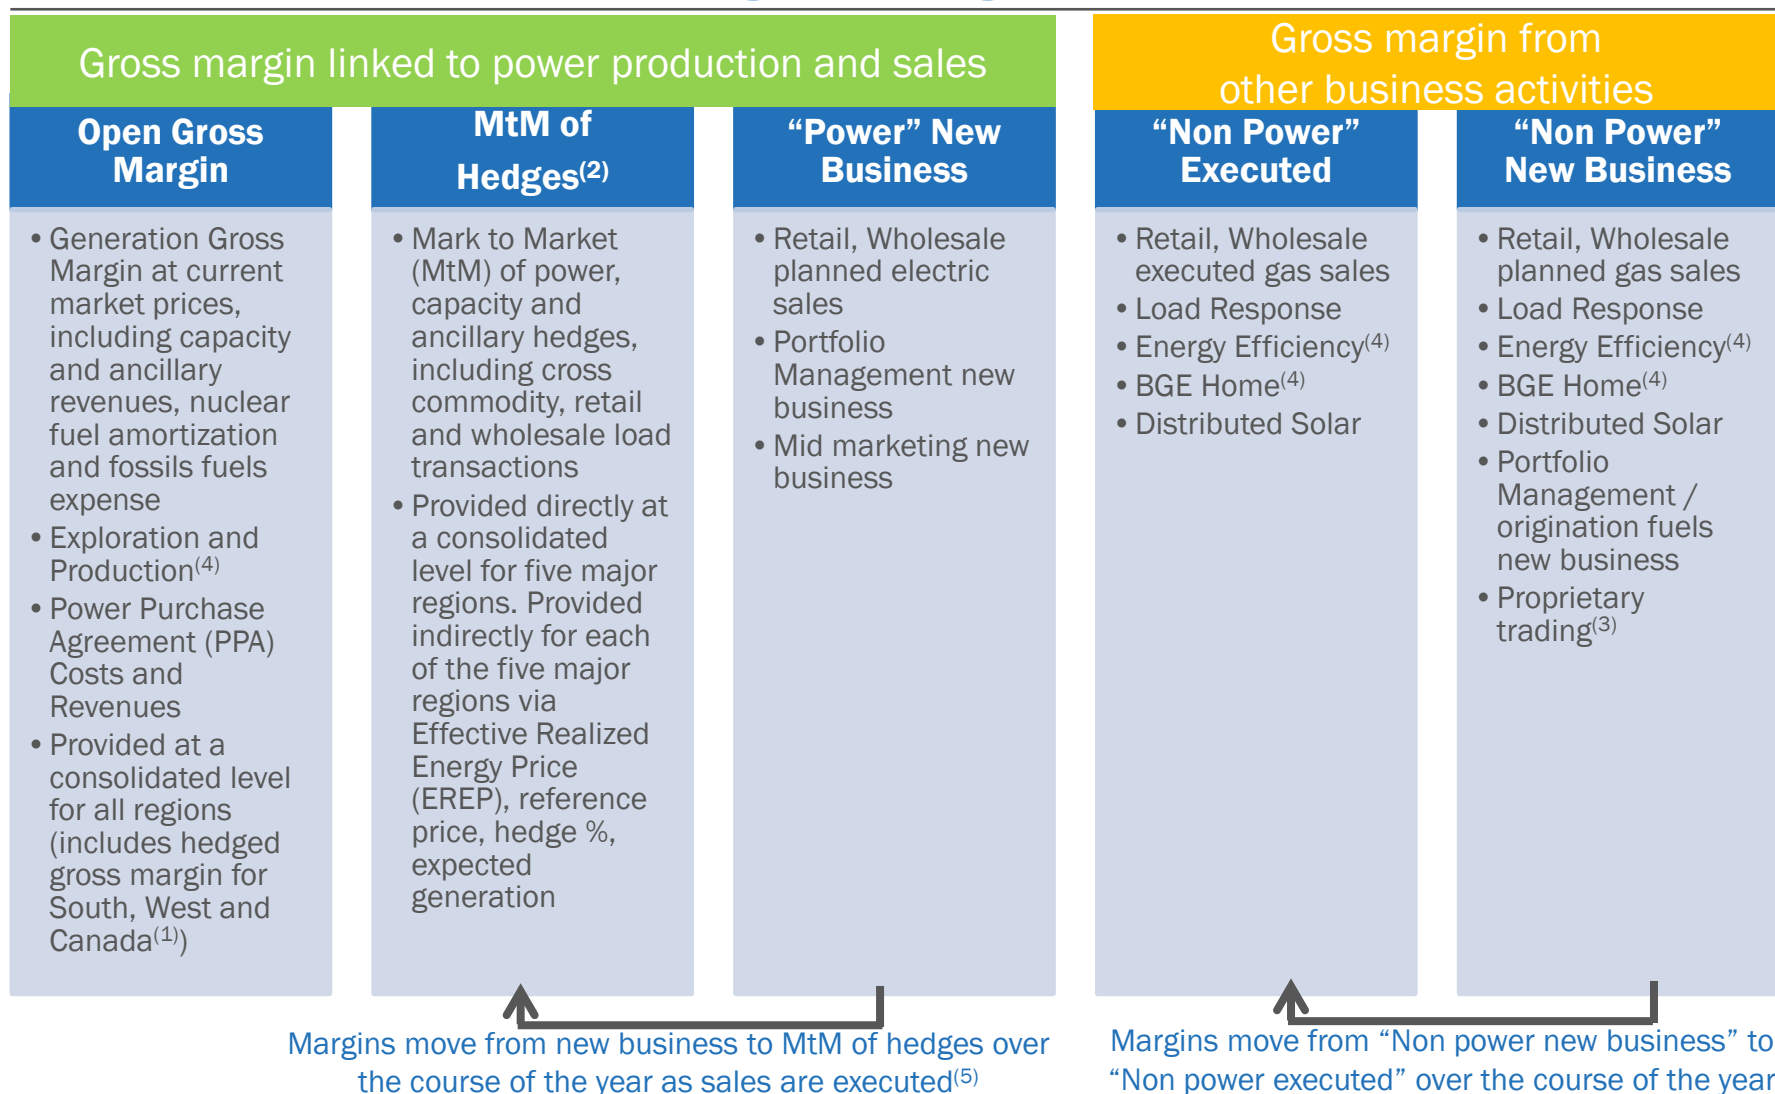 Gross margin linked to power production and sales
Gross margin from
other business activities
Open Gross
Margin
• Generation Gross
Margin at current
market prices,
including capacity
and ancillary
revenues, nuclear
fuel amortization
and fossils fuels
expense
• Exploration and
Production(4)
• Power Purchase
Agreement (PPA)
Costs and
Revenues
• Provided at a
consolidated level
for all regions
(includes hedged
gross margin for
South, West and
Canada(1))
MtM of
Hedges(2)
• Mark to Market
(MtM) of power,
capacity and
ancillary hedges,
including cross
commodity, retail
and wholesale load
transactions
• Provided directly at
a consolidated
level for five major
regions. Provided
indirectly for each
of the five major
regions via
Effective Realized
Energy Price
(EREP), reference
price, hedge %,
expected
generation
“Power” New
Business
• Retail, Wholesale
planned electric
sales
• Portfolio
Management new
business
• Mid marketing new
business
“Non Power”
Executed
• Retail, Wholesale
executed gas sales
• Load Response
• Energy Efficiency(4)
• BGE Home(4)
• Distributed Solar
“Non Power”
New Business
• Retail, Wholesale
planned gas sales
• Load Response
• Energy Efficiency(4)
• BGE Home(4)
• Distributed Solar
• Portfolio
Management /
origination fuels
new business
• Proprietary
trading(3)
Margins move from new business to MtM of hedges over
the course of the year as sales are executed(5)
Margins move from “Non power new business” to
“Non power executed” over the course of the year